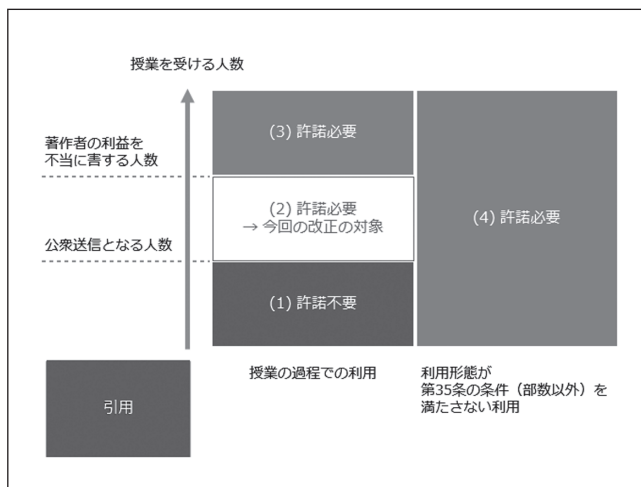 授業を受ける人数
著作者の利益を
不当に害する人数
公衆送信となる人数
(3) 許諾必要
(2) 許諾必要
→ 今回の改正の対象
(1) 許諾不要
(4) 許諾必要
引用
授業の過程での利用
利用形態が
第35条の条件（部数以外）を
満たさない利用